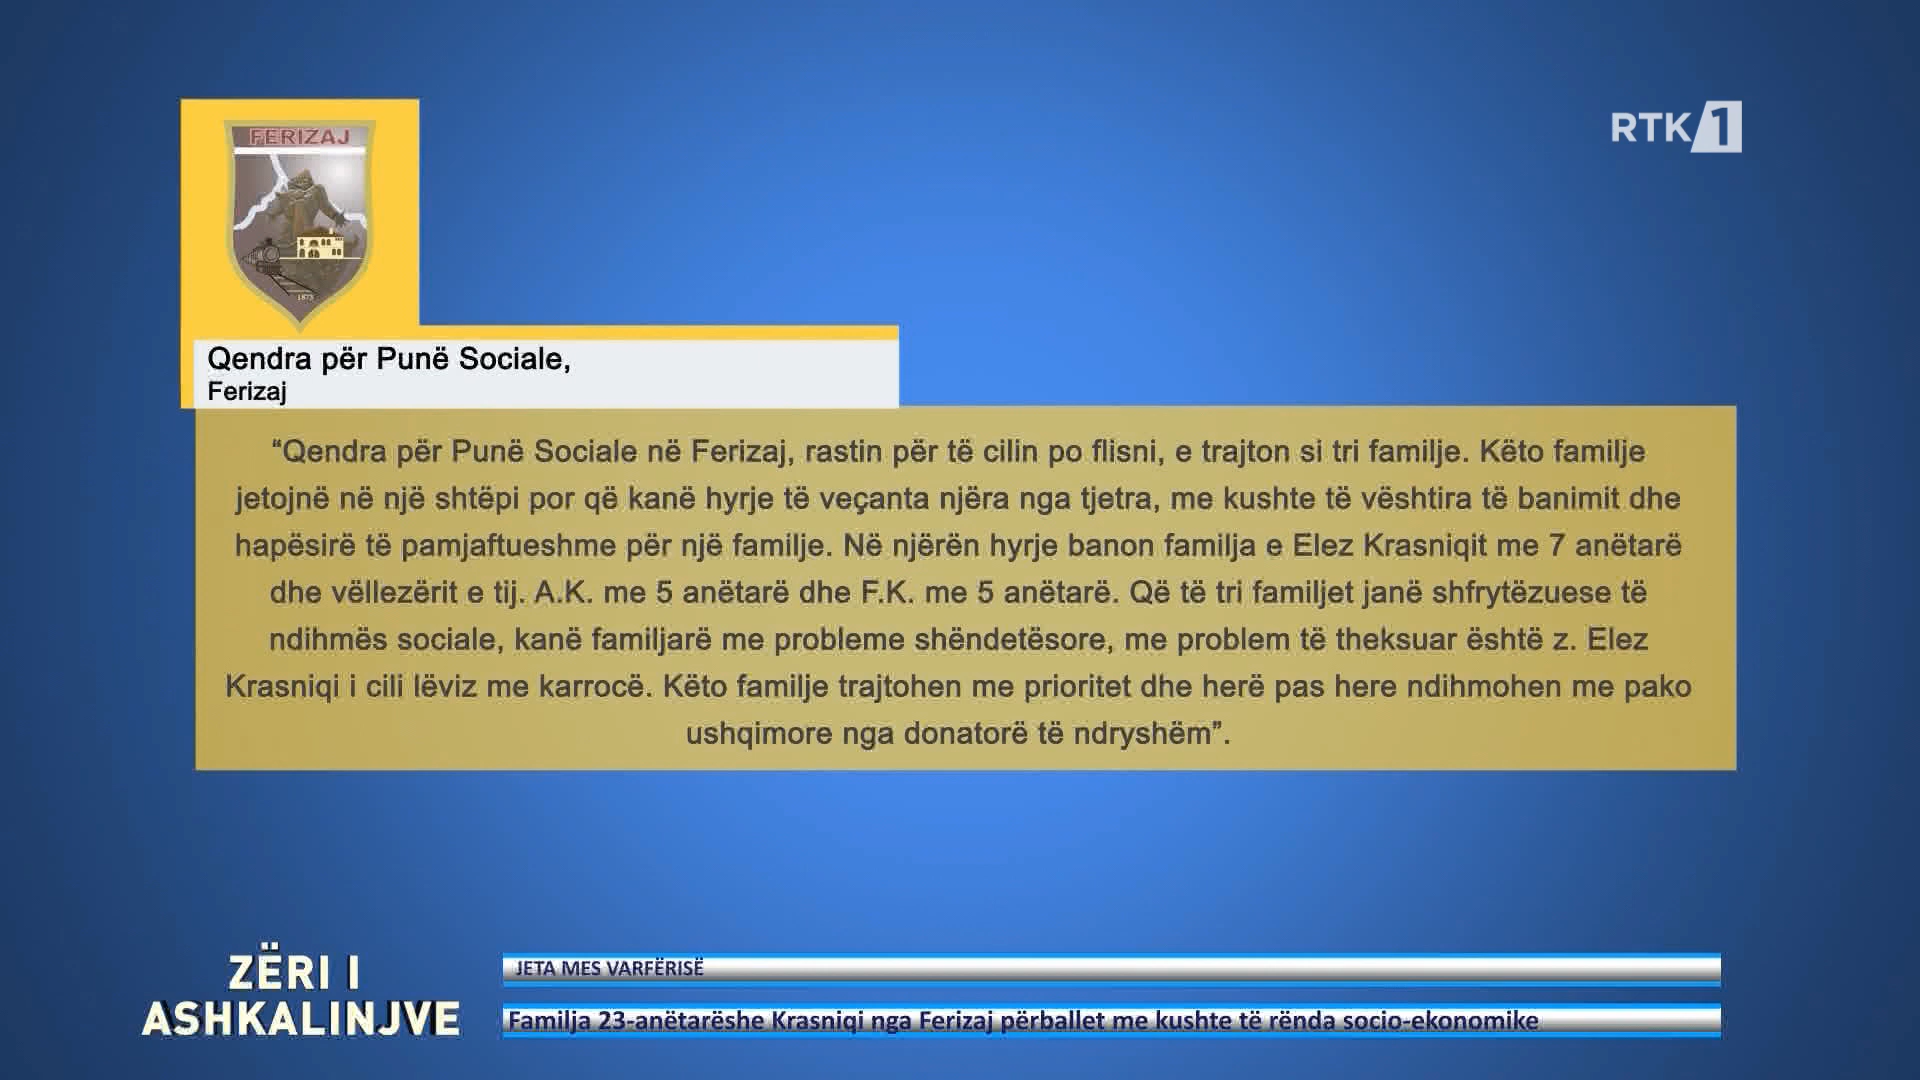 FERIZAJ
1873
RTK 1
Qendra për Punë Sociale,
Ferizaj
“Qendra për Punë Sociale në Ferizaj, rastin për të cilin po flisni, e trajton si tri familje. Këto familje
jetojnë në një shtëpi por që kanë hyrje të veçanta njëra nga tjetra, me kushte të vështira të banimit dhe
hapësirë të pamjaftueshme për një familje. Në njërën hyrje banon familja e Elez Krasniqit me 7 anëtarë
dhe vëllezërit e tij. A.K. me 5 anëtarë dhe F.K. me 5 anëtarë. Që të tri familjet janë shfrytëzuese të
ndihmës sociale, kanë familjarë me probleme shëndetësore, me problem të theksuar është z. Elez
Krasniqi i cili lëviz me karrocë. Këto familje trajtohen me prioritet dhe herë pas here ndihmohen me pako
ushqimore nga donatorë të ndryshëm”.
ZËRI I
ASHKALINJVE
JETA MES VARFËRISË
Familja 23-anëtarëshe Krasniqi nga Ferizaj përballet me kushte të rënda socio-ekonomike